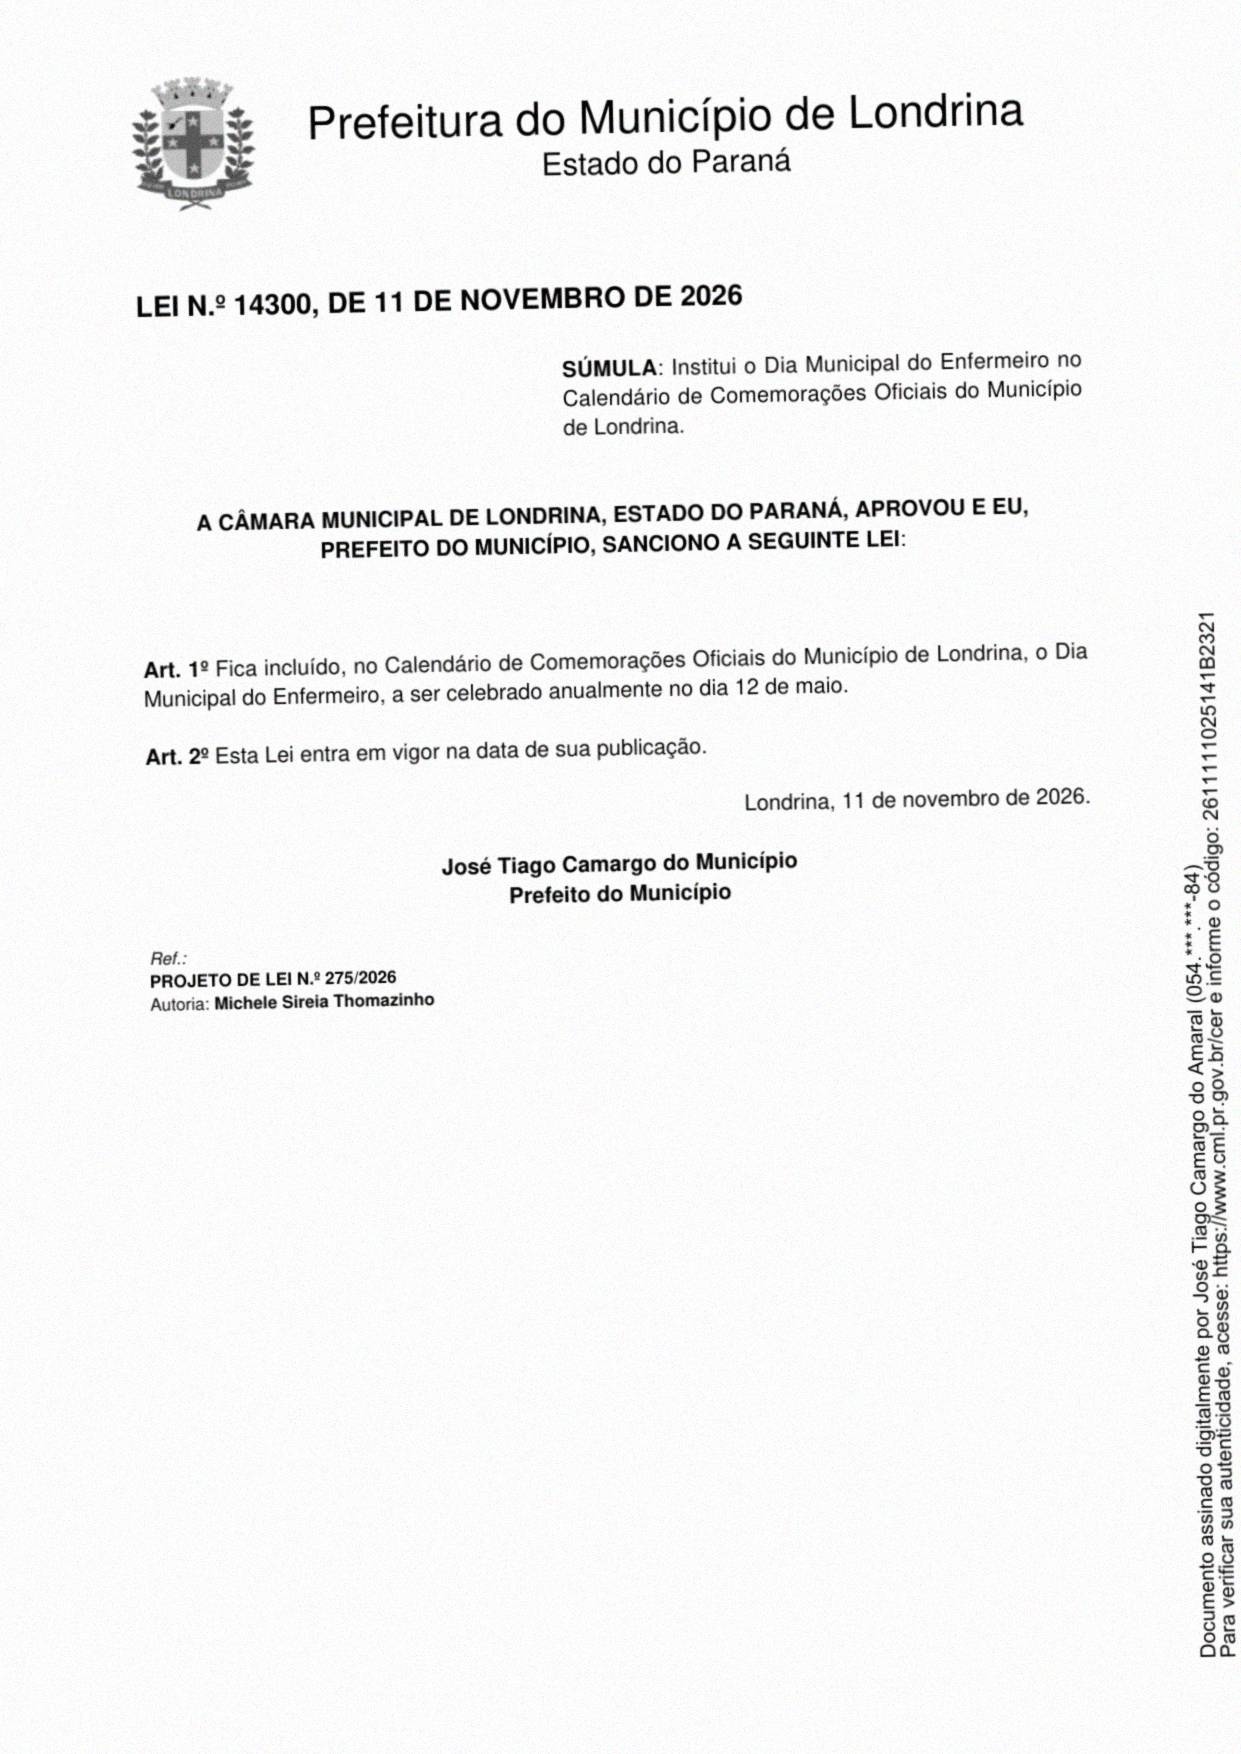 LONDRINA
Prefeitura do Município de Londrina
Estado do Paraná
LEI N.º 14300, DE 11 DE NOVEMBRO DE 2026
SÚMULA: Institui o Dia Municipal do Enfermeiro no
Calendário de Comemorações Oficiais do Município
de Londrina.
A CÂMARA MUNICIPAL DE LONDRINA, ESTADO DO PARANÁ, APROVOU E EU,
PREFEITO DO MUNICÍPIO, SANCIONO A SEGUINTE LEI:
Art. 1º Fica incluído, no Calendário de Comemorações Oficiais do Município de Londrina, o Dia
Municipal do Enfermeiro, a ser celebrado anualmente no dia 12 de maio.
Art. 2º Esta Lei entra em vigor na data de sua publicação.
Londrina, 11 de novembro de 2026.
José Tiago Camargo do Município
Prefeito do Município
Ref.:
PROJETO DE LEI N.º 275/2026
Autoria: Michele Sireia Thomazinho
Documento assinado digitalmente por José Tiago Camargo do Amaral (054.***.***-84)
Para verificar sua autenticidade, acesse: https://www.cml.pr.gov.br/cer e informe o código: 2611111025141B2321